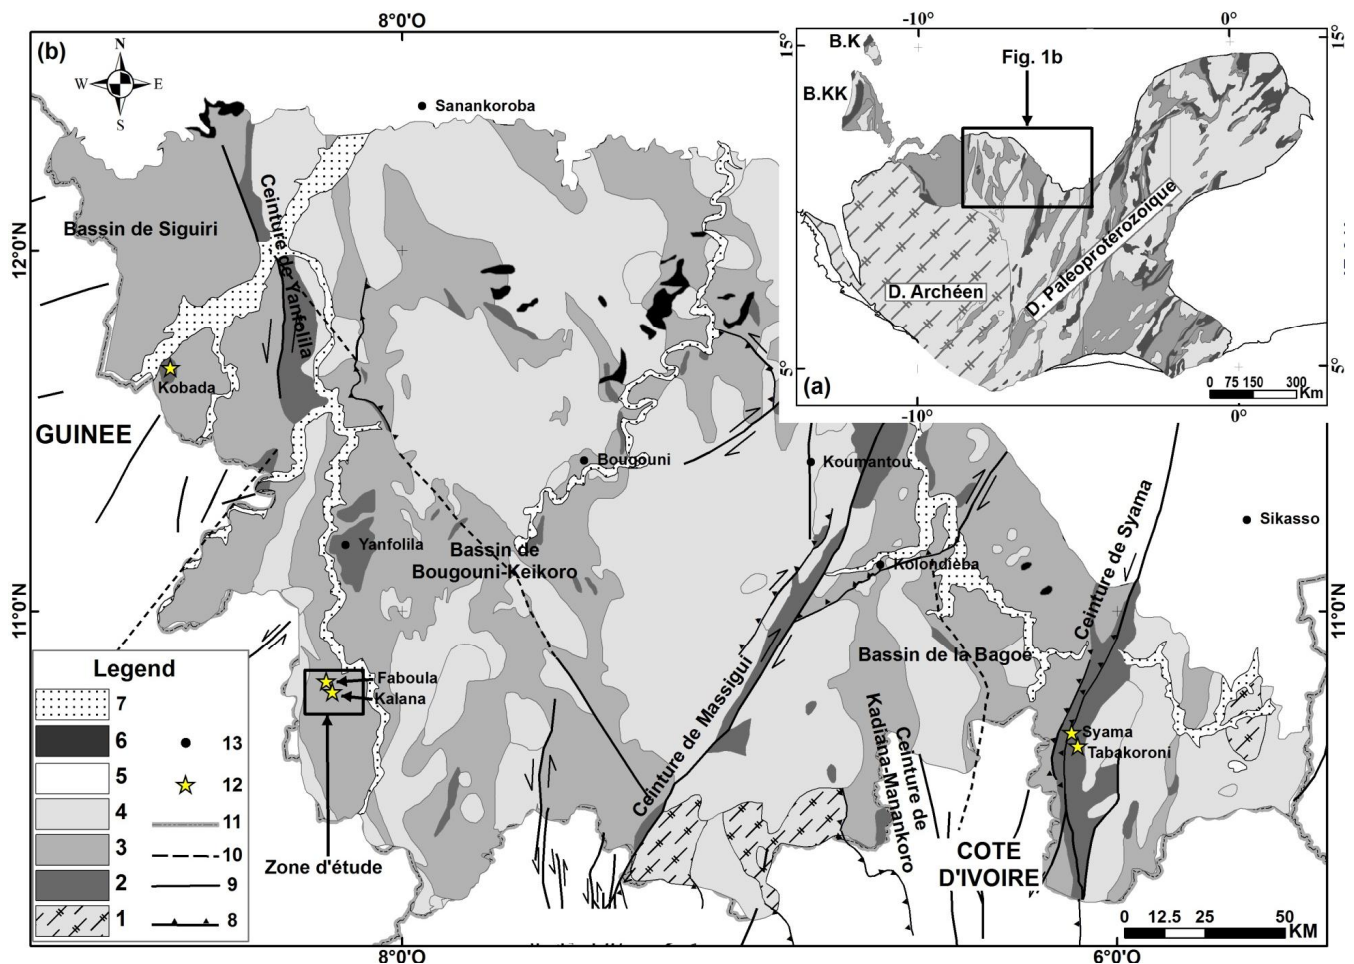 8°0'O
(b)
N
W
E
S
Sanankoroba
Bassin de Siguiri
Ceinture de Yanfolila
12°0'N
Kobada
GUINEE
Bougouni
Koumantou
Yanfolila
Bassin de
Bougouni-Keikoro
Kolondièba
Sikasso
Ceinture de Syama
11°0'N
11°0'N
Bassin de la Bagoé
Ceinture de Massigui
Ceinture de
Kadiana-Manankoro
Faboula
Kalana
Syama
Tabakoroni
Zone d'étude
COTE
D'IVOIRE
Legend
7
6
5
4
3
2
1
13
12
11
10
9
8
0 12.5 25 50
KM
8°0'O
6°0'O
-10°
0°
15°
15°
B.K
B.KK
Fig. 1b
D. Archéen
D. Paléoproterozoïque
5°
5°
(a)
0 75 150 300
Km
-10°
0°